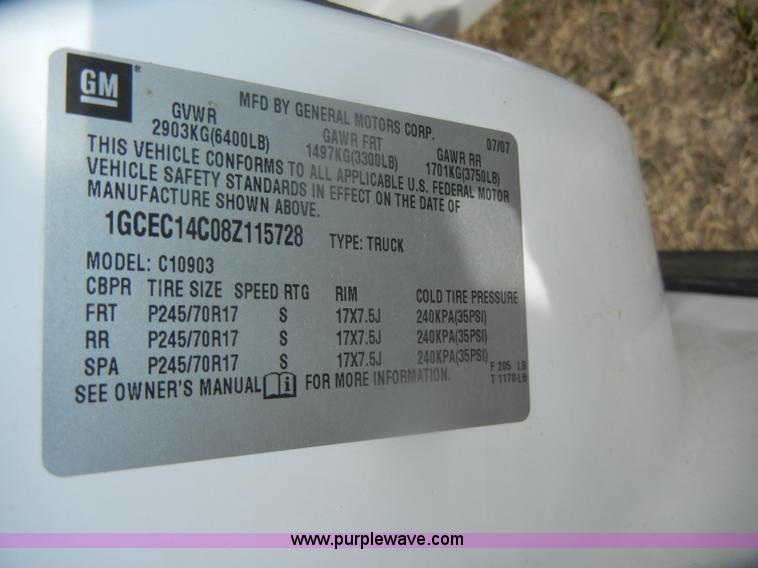 GM
MFD BY GENERAL MOTORS CORP. 07/07
GVWR GAWR FRT GAWR RR
2903KG(6400LB) 1497KG(3300LB) 1701KG(3750LB)
THIS VEHICLE CONFORMS TO ALL APPLICABLE U.S. FEDERAL MOTOR
VEHICLE SAFETY STANDARDS IN EFFECT ON THE DATE OF
MANUFACTURE SHOWN ABOVE.
1GCEC14C08Z115728 TYPE: TRUCK
MODEL: C10903
CBPR TIRE SIZE SPEED RTG RIM COLD TIRE PRESSURE
FRT P245/70R17 S 17X7.5J 240KPA(35PSI)
RR P245/70R17 S 17X7.5J 240KPA(35PSI)
SPA P245/70R17 S 17X7.5J 240KPA(35PSI)
SEE OWNER'S MANUAL FOR MORE INFORMATION.
F 205 LB
T 1170 LB
www.purplewave.com